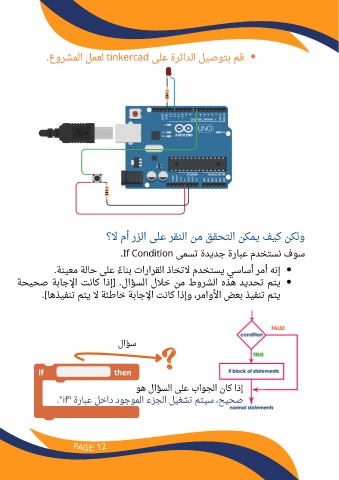 • قم بتوصيل الدائرة على tinkercad لعمل المشروع.
UNO
ARDUINO
ولكن كيف يمكن التحقق من النقر على الزر أم لا؟
سوف نستخدم عبارة جديدة تسمى If Condition.
• إنه أمر أساسي يستخدم لاتخاذ القرارات بناءً على حالة معينة.
• يتم تحديد هذه الشروط من خلال السؤال. [إذا كانت الإجابة صحيحة
يتم تنفيذ بعض الأوامر، وإذا كانت الإجابة خاطئة لا يتم تنفيذها].
سؤال
If then
إذا كان الجواب على السؤال هو
صحيح، سيتم تشغيل الجزء الموجود داخل عبارة "if".
FALSE
condition
TRUE
if block of statements
normal statements
PAGE: 12